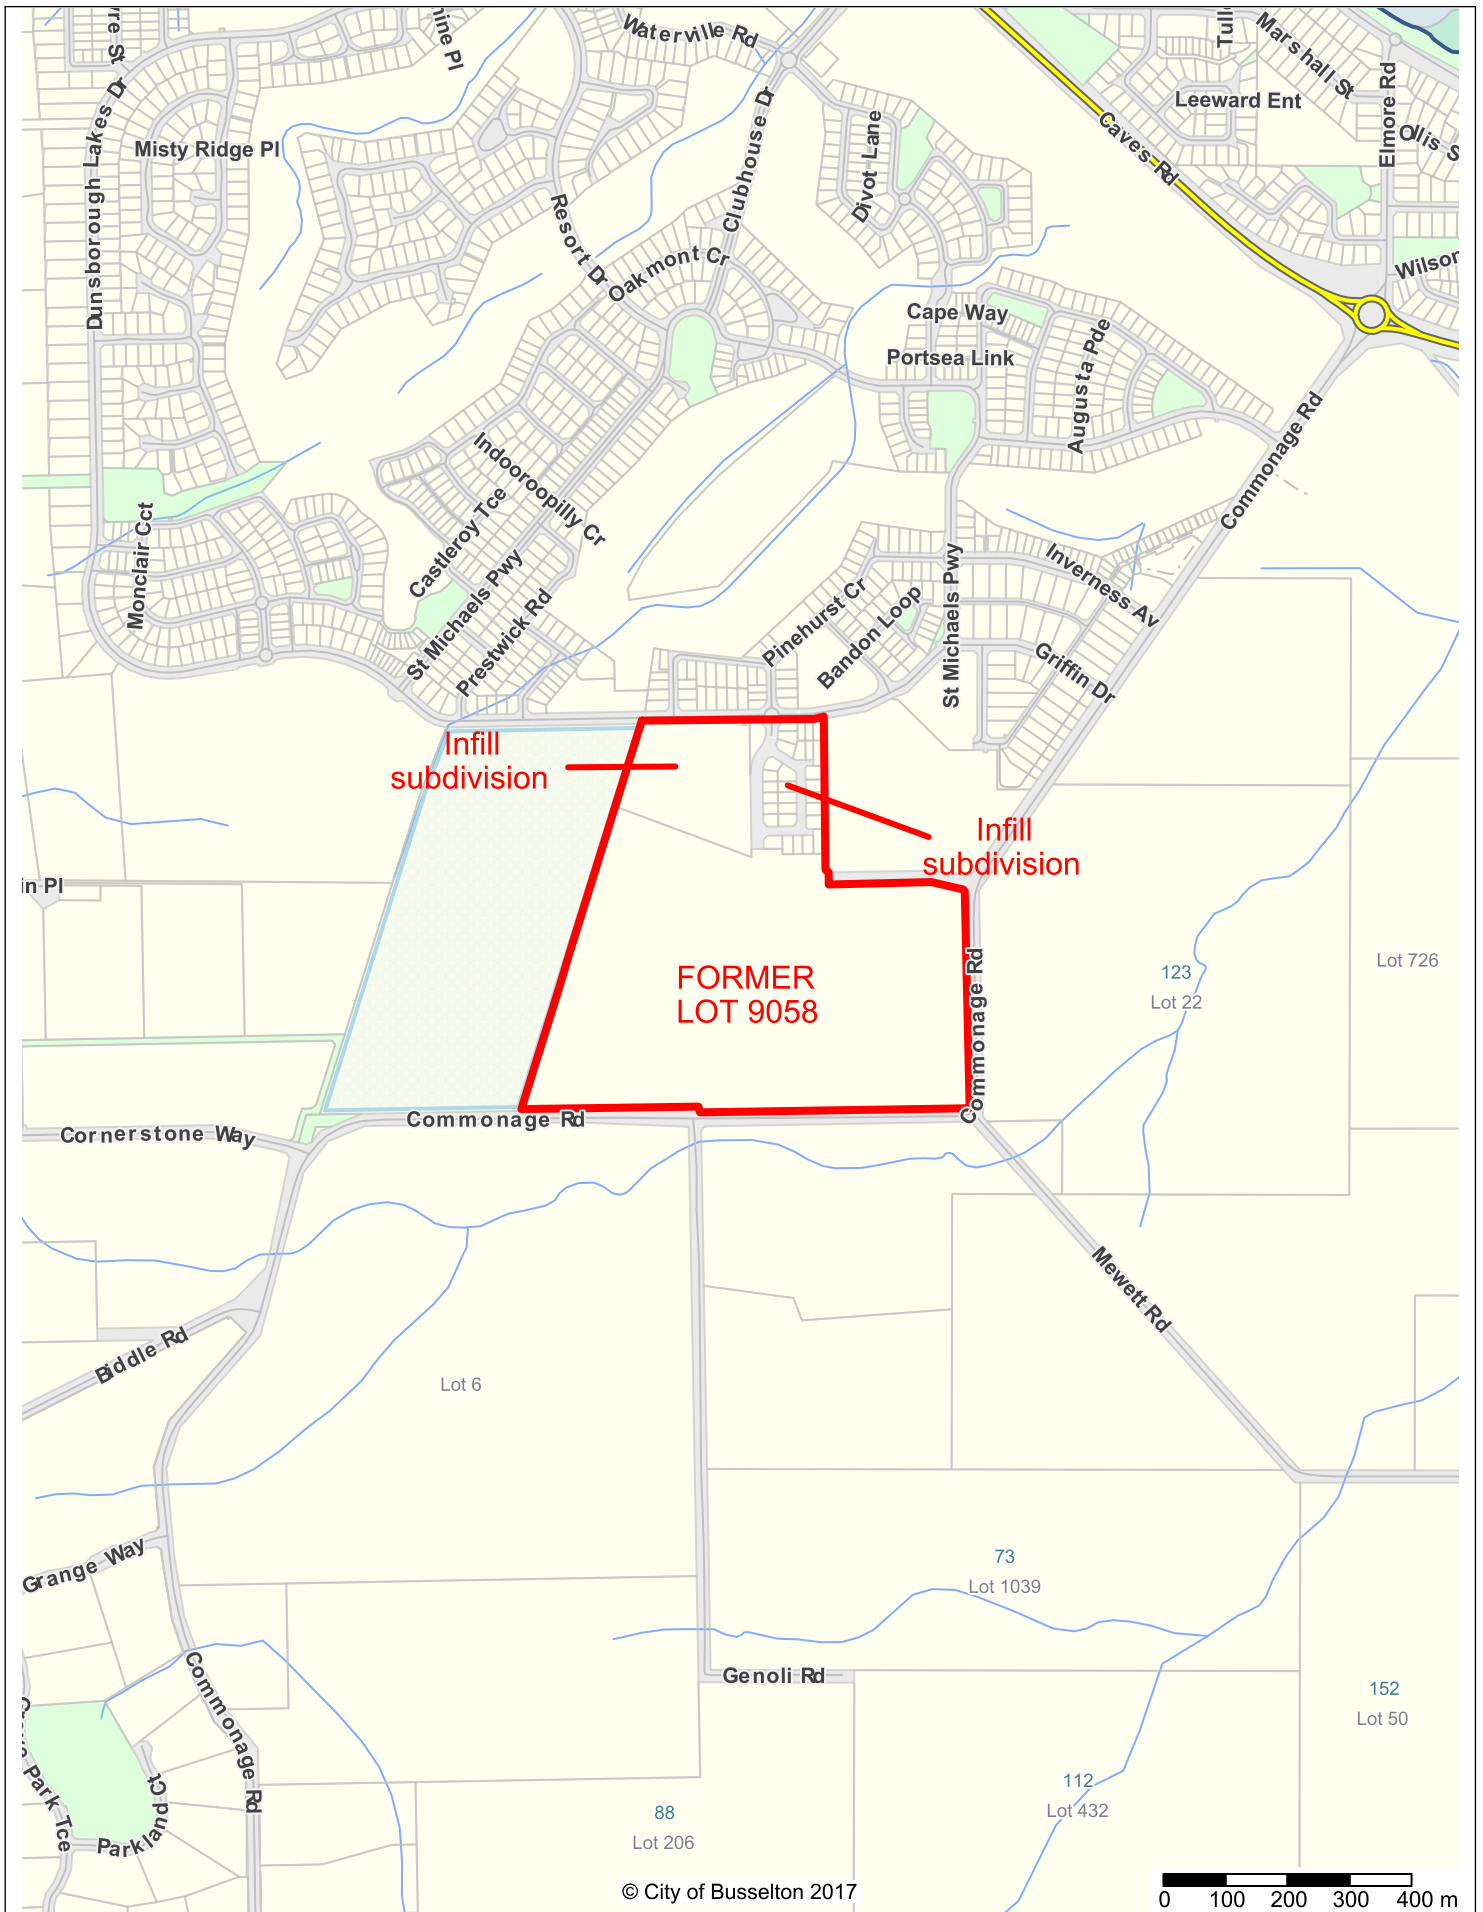 Waterville Rd
Marshall St
Leeward Ent
Elmore Rd
Ollis S
Caves Rd
Misty Ridge Pl
Dunsborough Lakes Dr
Clubhouse Dr
Divot Lane
Resort Dr
Oakmont Cr
Wilson
Cape Way
Portsea Link
Augusta Pde
Commonage Rd
Indooroopilly Cr
Castleroy Tce
Monclair Cct
St Michaels Pwy
Prestwick Rd
Pinehurst Cr
Bandon Loop
St Michaels Pwy
Inverness Av
Griffin Dr
Infill
subdivision
Infill
subdivision
in Pl
FORMER
LOT 9058
Commonage Rd
123
Lot 22
Lot 726
Commonage Rd
Cornerstone Way
Mewett Rd
Biddle Rd
Lot 6
Grange Way
73
Lot 1039
Commonage Rd
Genoli Rd
152
Lot 50
Park Tce
Parkland Ct
112
Lot 432
88
Lot 206
© City of Busselton 2017
0 100 200 300 400 m